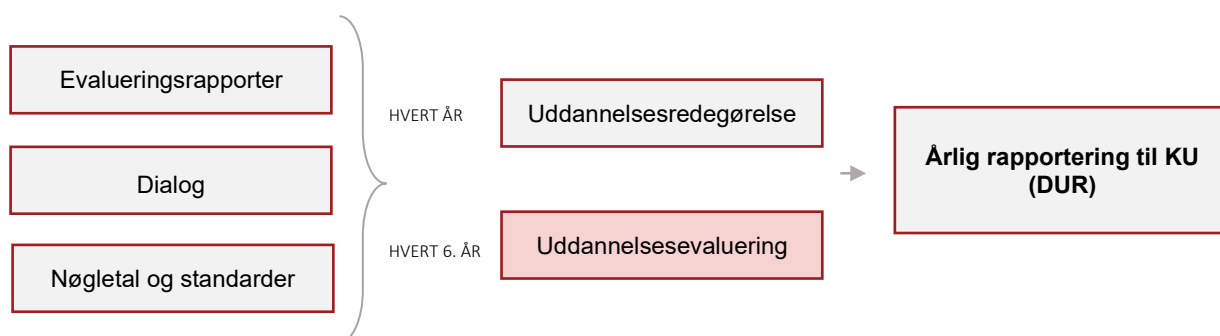 Evalueringsrapporter
Dialog
Nøgletal og standarder
HVERT ÅR
Uddannelsesredegørelse
HVERT 6. ÅR
Uddannelsesevaluering
Årlig rapportering til KU
(DUR)